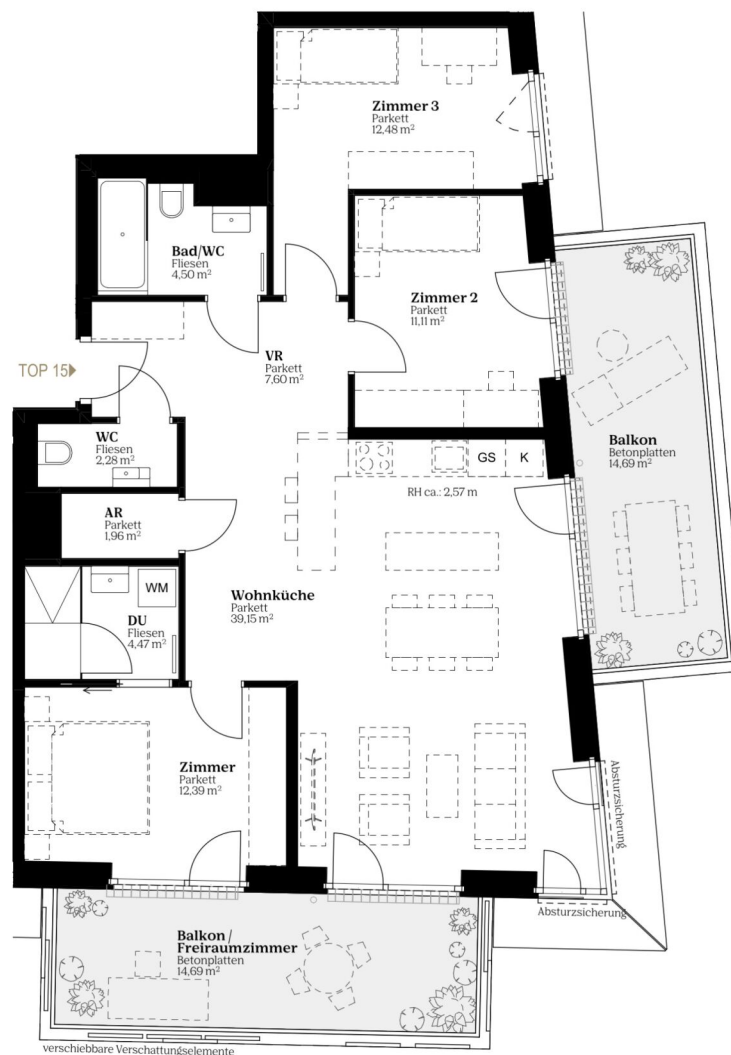 Zimmer 3
Parkett
12,48 m²
Bad/WC
Fliesen
4,50 m²
Zimmer 2
Parkett
11,11 m²
VR
Parkett
7,60 m²
TOP 15
WC
2,28 m²
GS
K
RH ca.: 2,57 m
Balkon
Betonplatten
14,69 m²
AR
Parkett
1,96 m²
Wohnküche
Parkett
39,15 m²
WM
DU
Fliesen
4,47 m²
Zimmer
Parkett
12,39 m²
Absturzsicherung
Absturzsicherung
Balkon /
Freiraumzimmer
Betonplatten
14,69 m²
verschiebbare Verschattungselemente